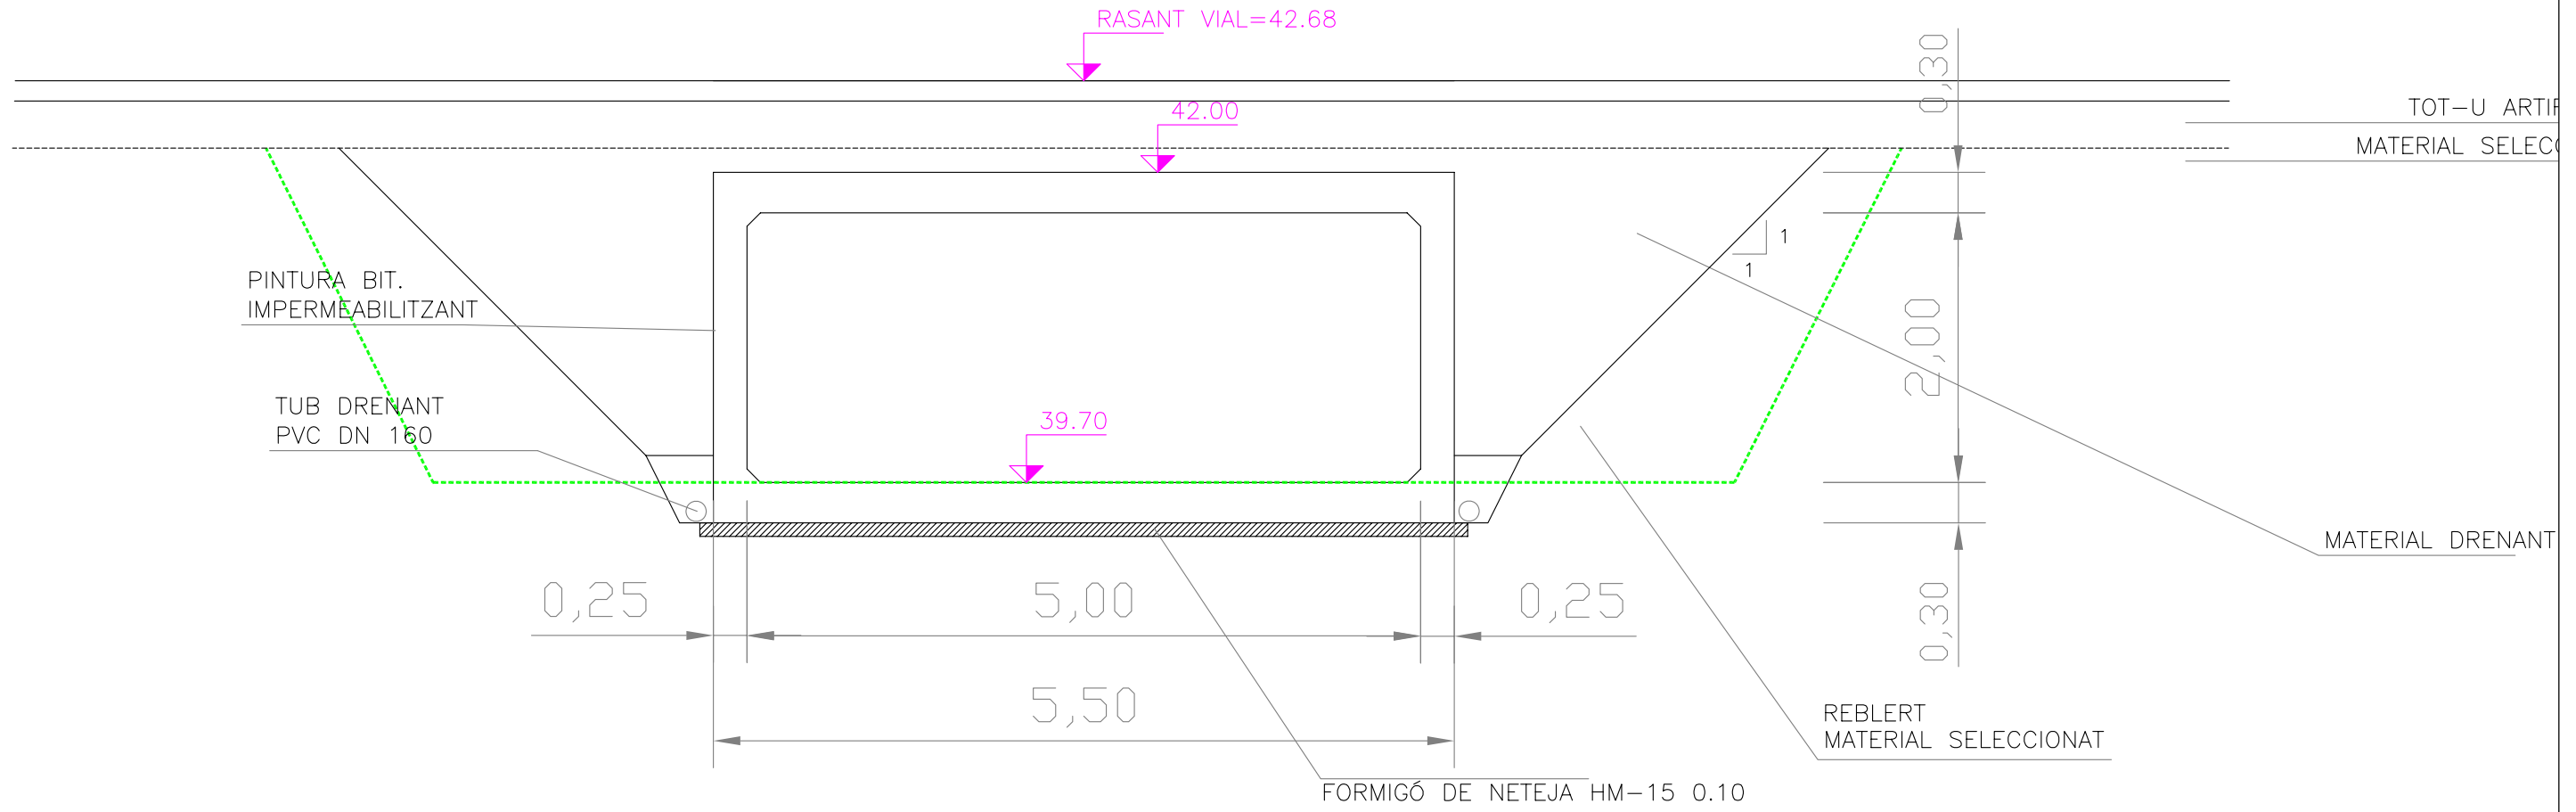 RASANT VIAL=42.68
0,30
42.00
TOT-U
MATERIAL
1
1
PINTURA BIT.
IMPERMEABILITZANT
2,00
TUB DRENANT
PVC DN 160
39.70
MATERIAL DRENANT
0,25
5,00
0,25
0,30
5,50
REBLERT
MATERIAL SELECCIONAT
FORMIGÓ DE NETEJA HM-15 0.10